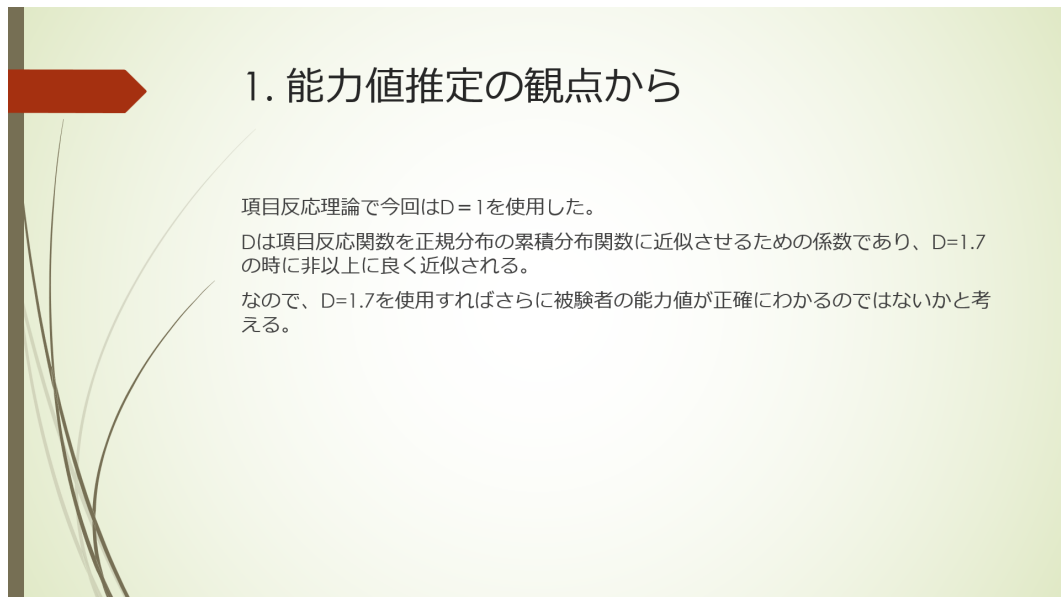 1. 能力値推定の観点から
項目反応理論で今回はD＝1を使用した。
Dは項目反応関数を正規分布の累積分布関数に近似させるための係数であり、D=1.7
の時に非以上に良く近似される。
なので、D=1.7を使用すればさらに被験者の能力値が正確にわかるのではないかと考
える。